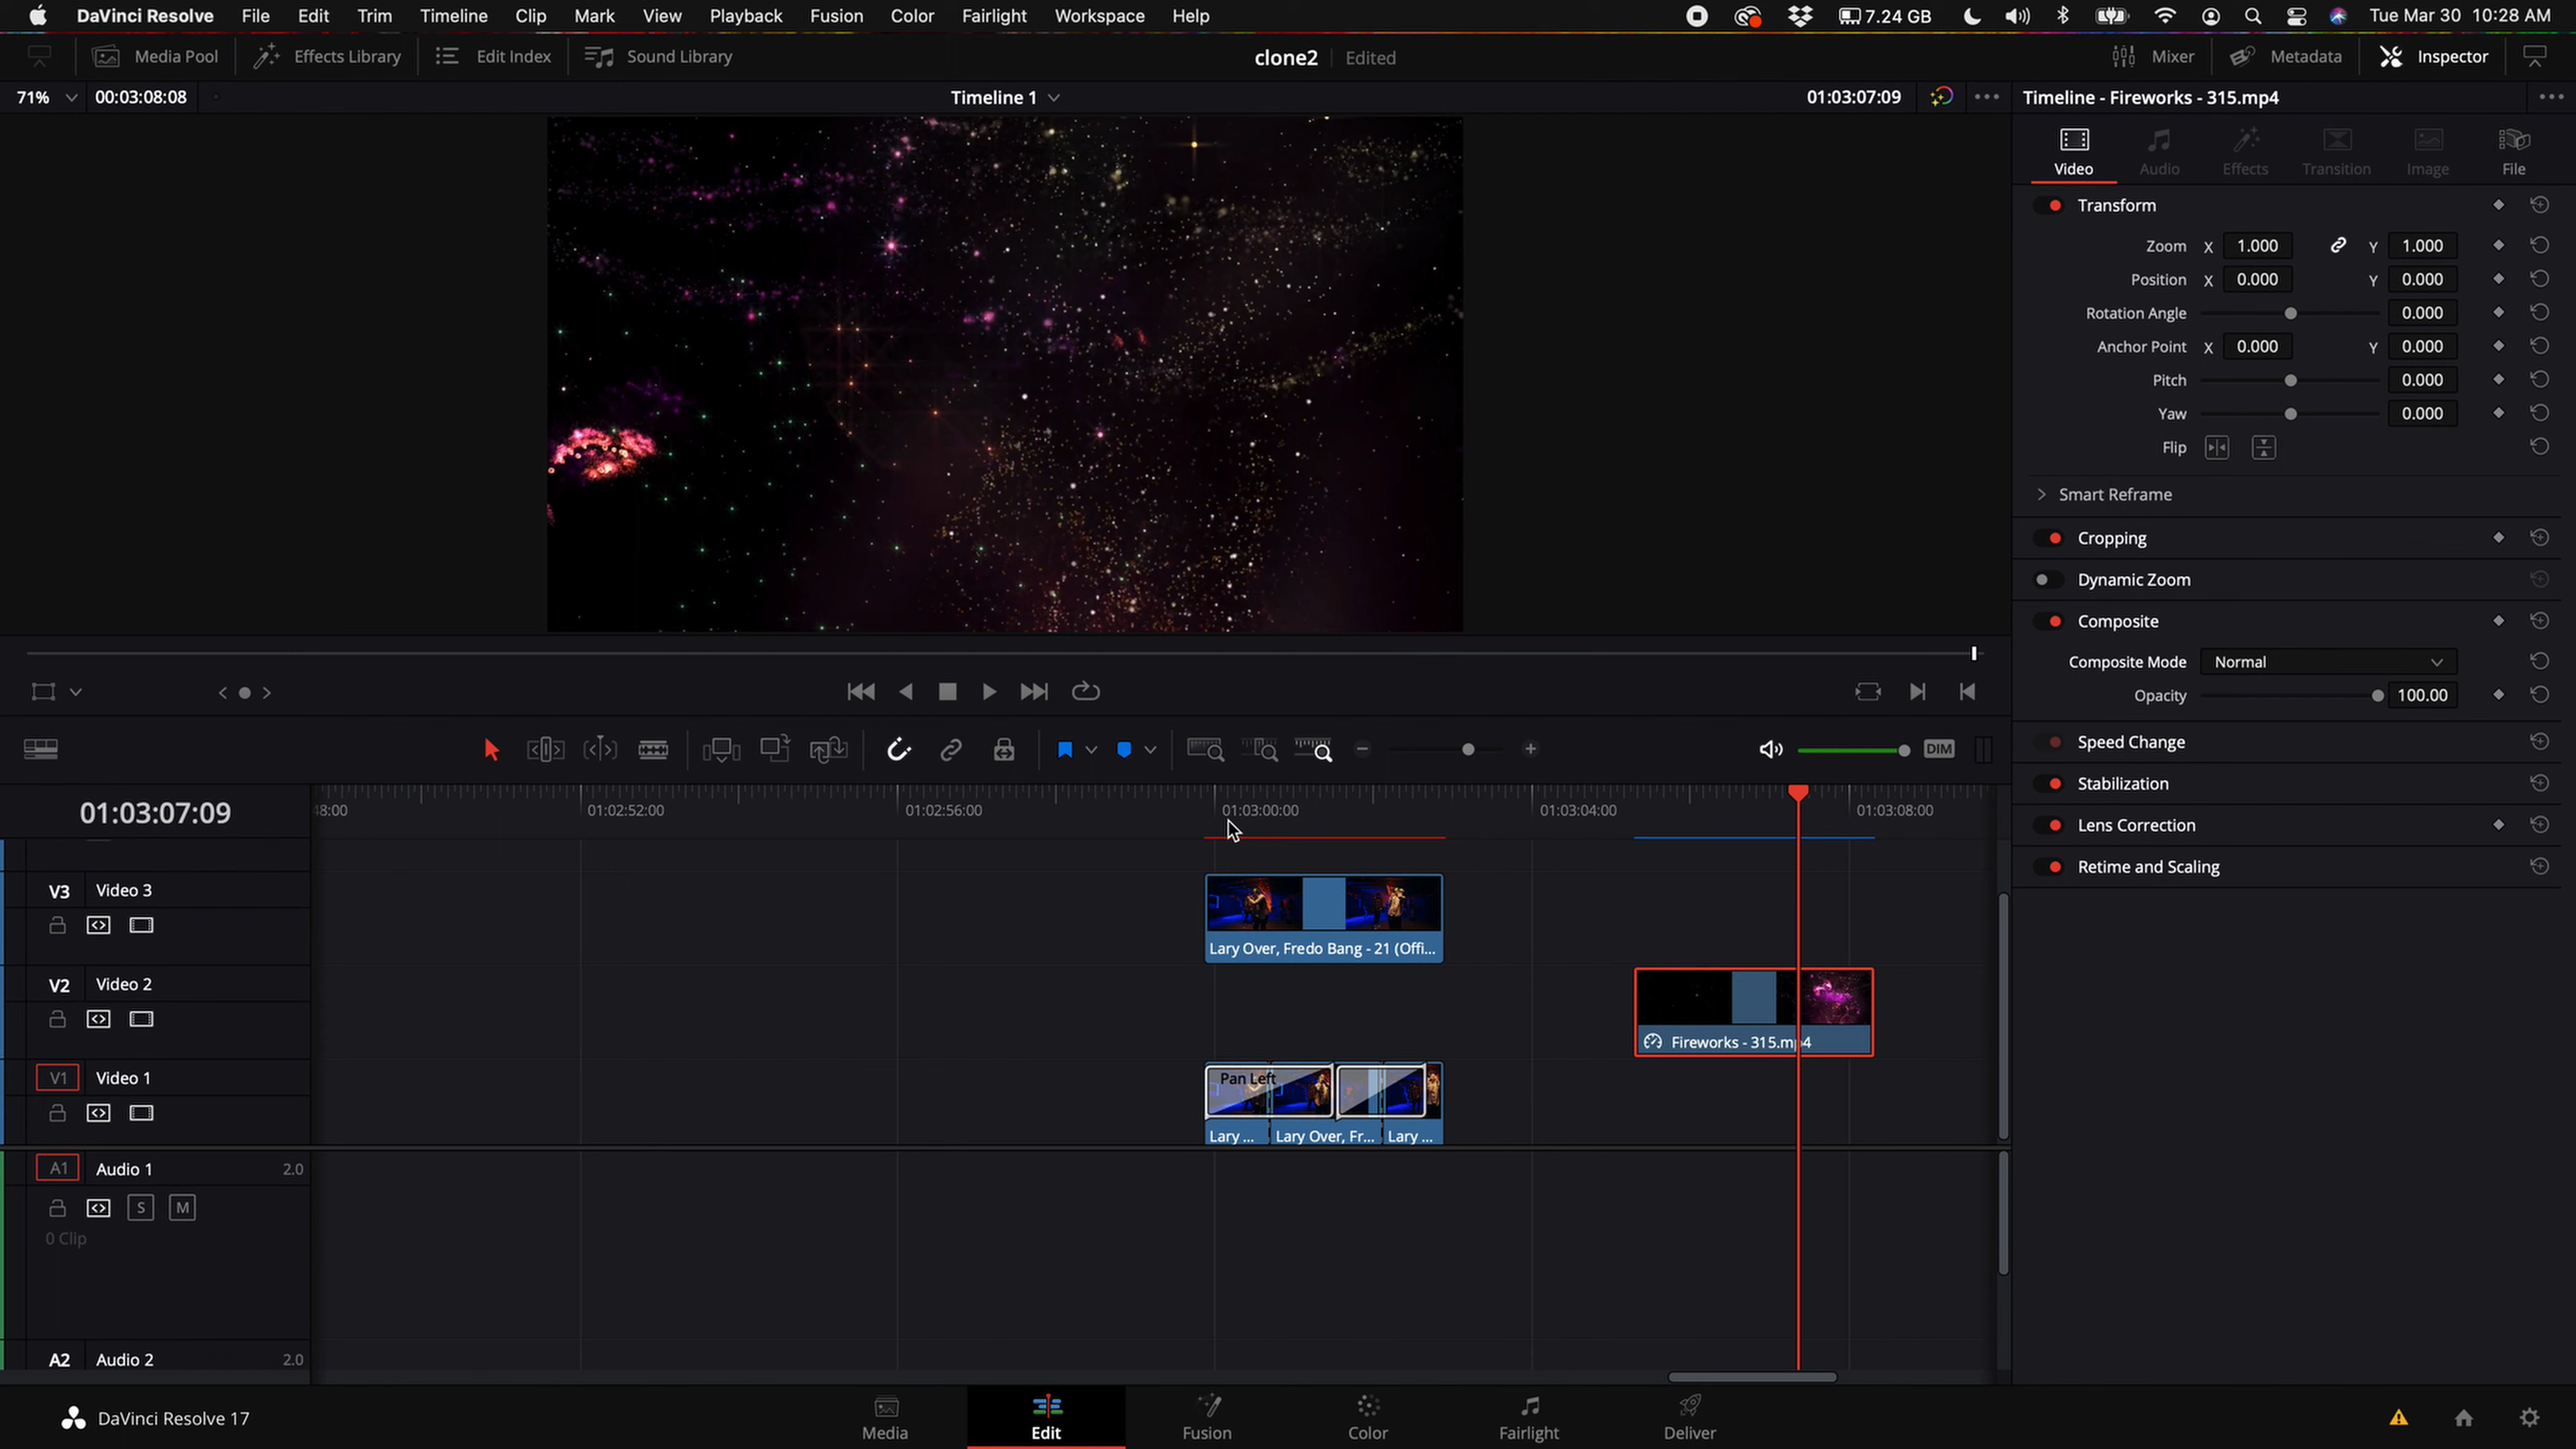 DaVinci Resolve File Edit Trim Timeline Clip Mark View Playback Fusion Color Fairlight Workspace Help 7.24 GB Tue Mar 30 10:28 AM
Media Pool Effects Library Edit Index Sound Library clone2 Edited Mixer Metadata Inspector
71% 00:03:08:08 Timeline 1 01:03:07:09 Timeline - Fireworks - 315.mp4
Video Audio Effects Transition Image File
Transform
Zoom X 1.000 Y 1.000
Position X 0.000 Y 0.000
Rotation Angle 0.000
Anchor Point X 0.000 Y 0.000
Pitch 0.000
Yaw 0.000
Flip
Smart Reframe
Cropping
Dynamic Zoom
Composite
Composite Mode Normal
Opacity 100.00
Speed Change
Stabilization
Lens Correction
Retime and Scaling
DIM
01:03:07:09 48:00 01:02:52:00 01:02:56:00 01:03:00:00 01:03:04:00 01:03:08:00
V3 Video 3
Lary Over, Fredo Bang - 21 (Offi...
V2 Video 2
Fireworks - 315.mp4
V1 Video 1 Pan Left
Lary ... Lary Over, Fr... Lary ...
A1 Audio 1 2.0
S M
0 Clip
A2 Audio 2 2.0
DaVinci Resolve 17 Media Edit Fusion Color Fairlight Deliver